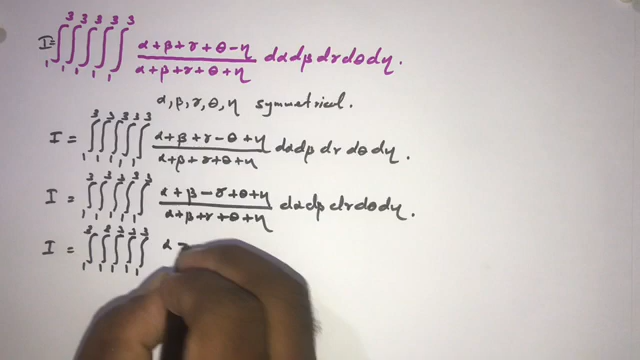 I = ∫₁³∫₁³∫₁³∫₁³∫₁³ (α+β+γ+θ-η)/(α+β+γ+θ+η) dα dβ dγ dθ dη.
α, β, γ, θ, η symmetrical.
I = ∫₁³∫₁³∫₁³∫₁³∫₁³ (α+β+γ-θ+η)/(α+β+γ+θ+η) dα dβ dγ dθ dη.
I = ∫₁³∫₁³∫₁³∫₁³∫₁³ (α+β-γ+θ+η)/(α+β+γ+θ+η) dα dβ dγ dθ dη.
I = ∫₁³∫₁³∫₁³∫₁³∫₁³ α